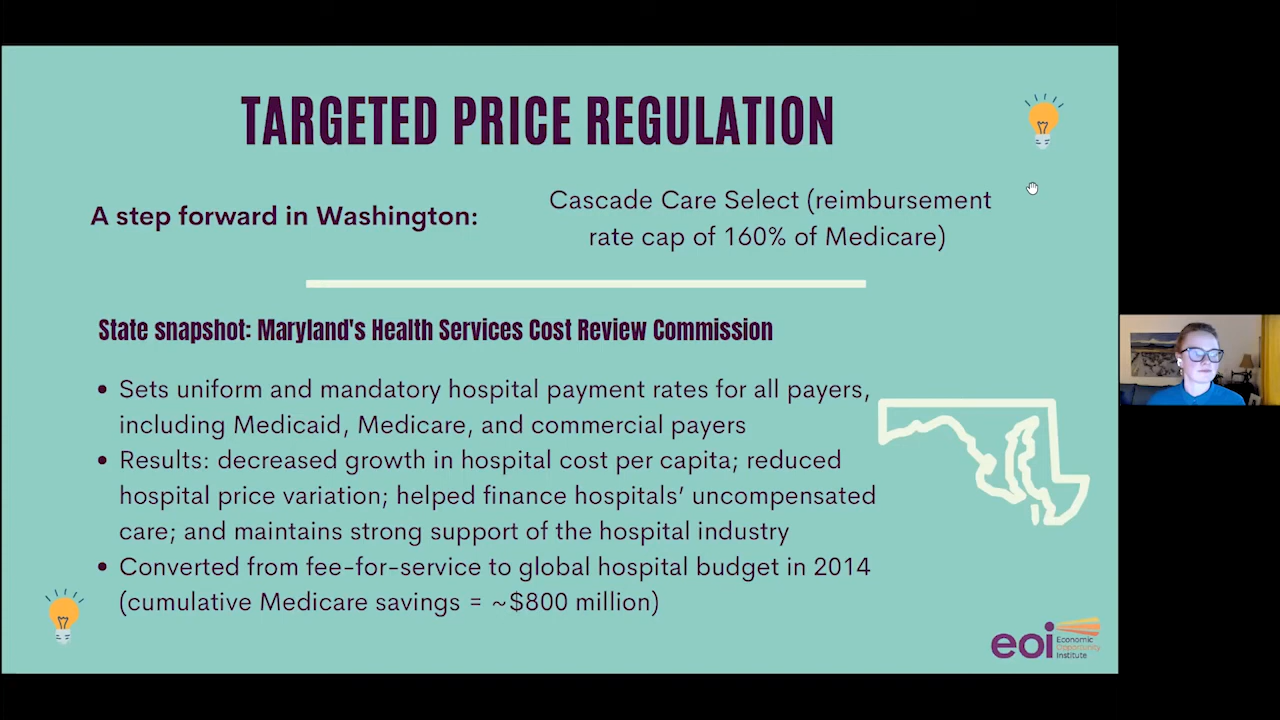 TARGETED PRICE REGULATION
A step forward in Washington:
Cascade Care Select (reimbursement
rate cap of 160% of Medicare)
State snapshot: Maryland's Health Services Cost Review Commission
• Sets uniform and mandatory hospital payment rates for all payers,
including Medicaid, Medicare, and commercial payers
• Results: decreased growth in hospital cost per capita; reduced
hospital price variation; helped finance hospitals’ uncompensated
care; and maintains strong support of the hospital industry
• Converted from fee-for-service to global hospital budget in 2014
(cumulative Medicare savings = ~$800 million)
eoi
Economic
Opportunity
Institute